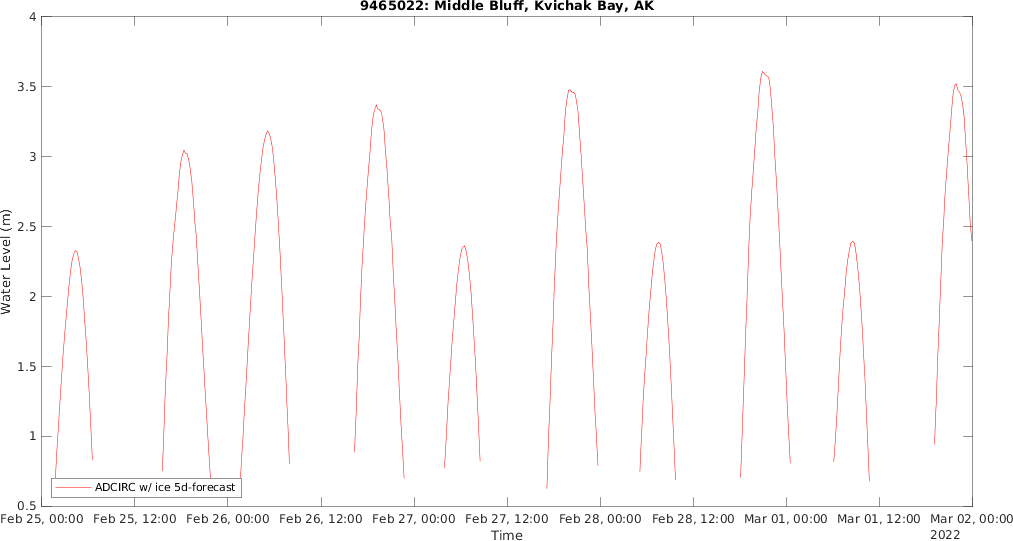 9465022: Middle Bluff, Kvichak Bay, AK
Water Level (m)
4
3.5
3
2.5
2
1.5
1
0.5
ADCIRC w/ ice 5d-forecast
Feb 25, 00:00 Feb 25, 12:00 Feb 26, 00:00 Feb 26, 12:00 Feb 27, 00:00 Feb 27, 12:00 Feb 28, 00:00 Feb 28, 12:00 Mar 01, 00:00 Mar 01, 12:00 Mar 02, 00:00
2022
Time